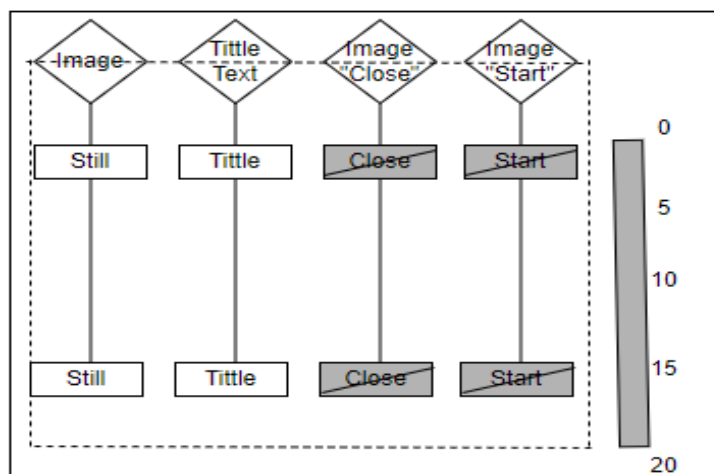 Image
Tittle
Text
Image
"Close"
Image
"Start"
Still
Tittle
Close
Start
Still
Tittle
Close
Start
0
5
10
15
20